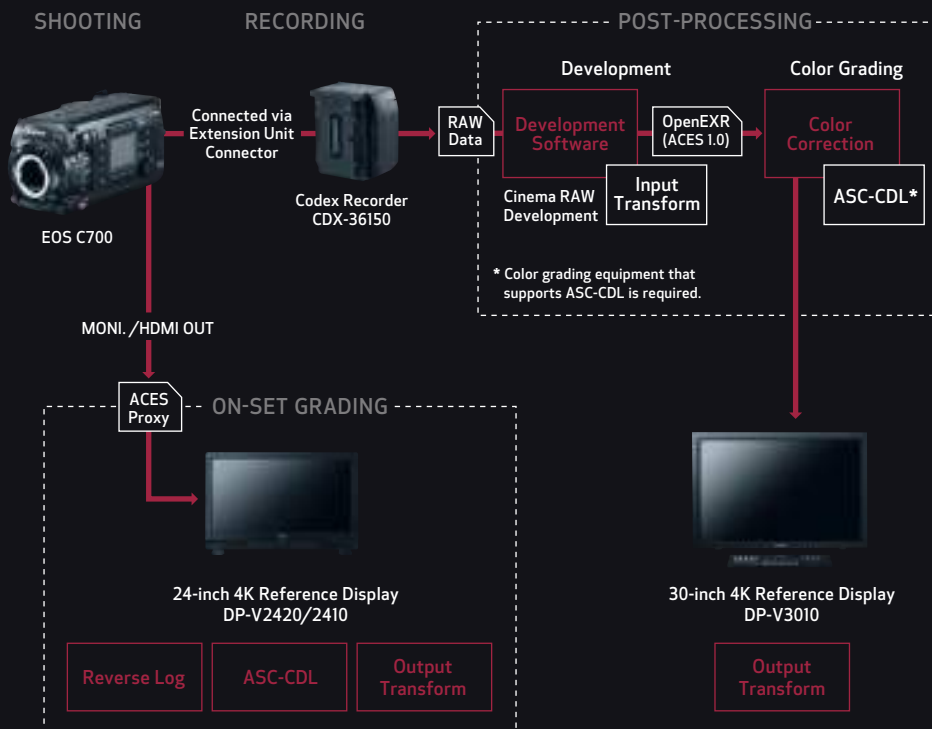 SHOOTING
RECORDING
POST-PROCESSING
Development
Color Grading
Connected via
Extension Unit
Connector
RAW
Data
Development
Software
OpenEXR
(ACES 1.0)
Color
Correction
Input
Transform
ASC-CDL*
Cinema RAW
Development
Codex Recorder
CDX-36150
EOS C700
* Color grading equipment that
supports ASC-CDL is required.
MONI./HDMI OUT
ACES
Proxy
ON-SET GRADING
24-inch 4K Reference Display
DP-V2420/2410
30-inch 4K Reference Display
DP-V3010
Reverse Log
ASC-CDL
Output
Transform
Output
Transform